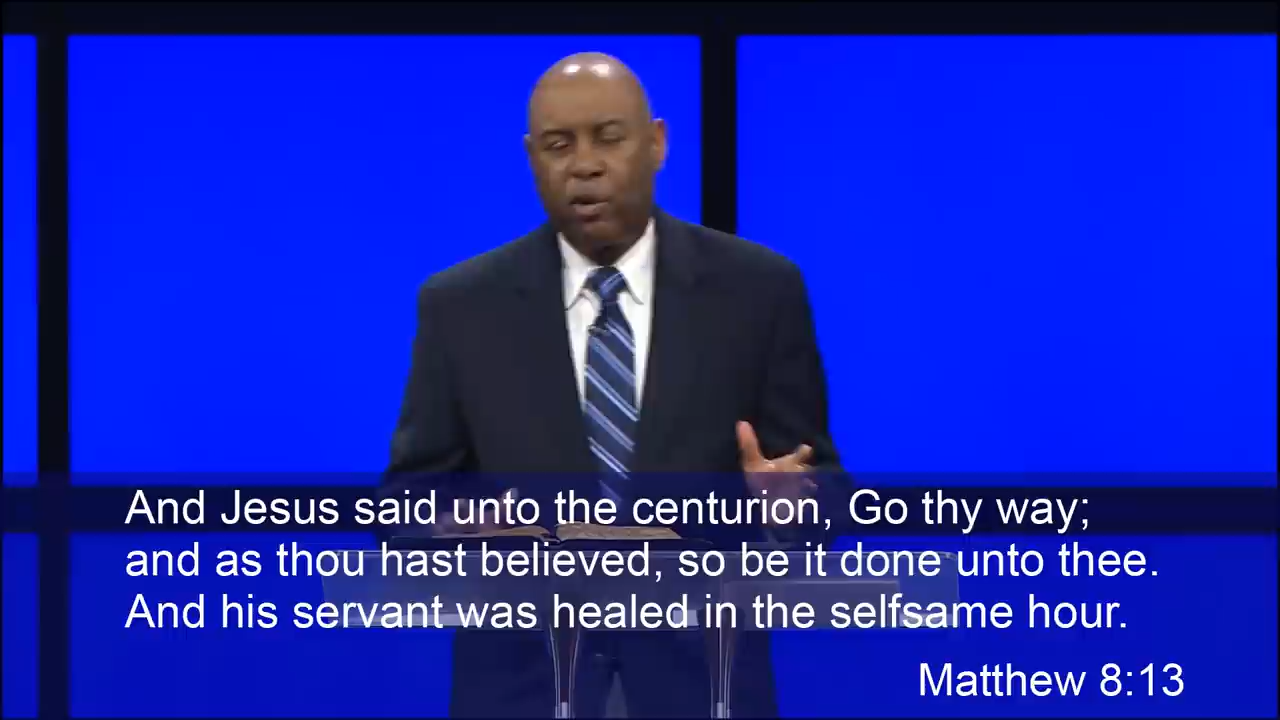 And Jesus said unto the centurion, Go thy way;
and as thou hast believed, so be it done unto thee.
And his servant was healed in the selfsame hour.
Matthew 8:13